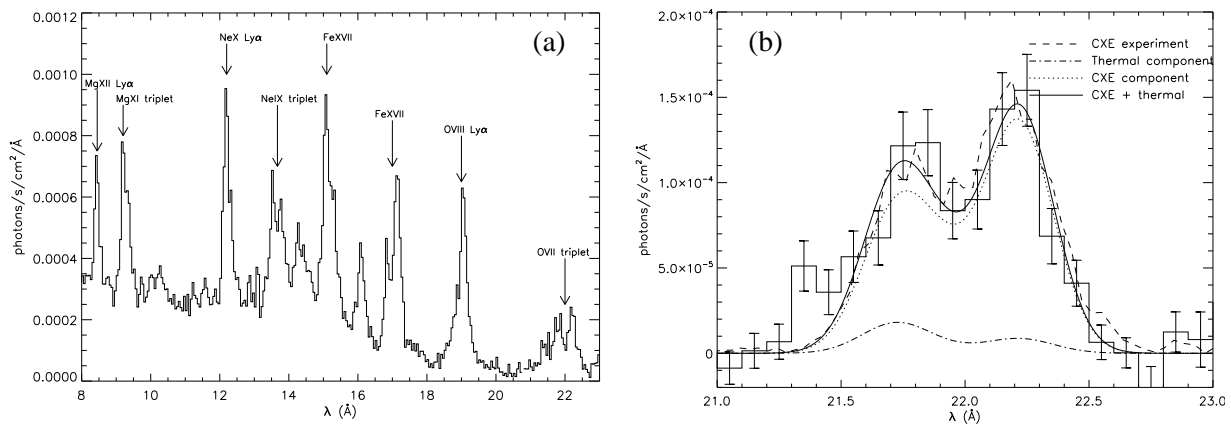 (a)
0.0012
0.0010
0.0008
0.0006
0.0004
0.0002
0.0000
photons/s/cm²/Å
NeX Lyα
FeXVII
MgXII Lyα
MgXI triplet
NeIX triplet
FeXVII
OVIII Lyα
OVII triplet
8 10 12 14 16 18 20 22
λ (Å)
(b)
2.0×10⁻⁴
1.5×10⁻⁴
1.0×10⁻⁴
5.0×10⁻⁵
0
photons/s/cm²/Å
CXE experiment
Thermal component
CXE component
CXE + thermal
21.0 21.5 22.0 22.5 23.0
λ (Å)